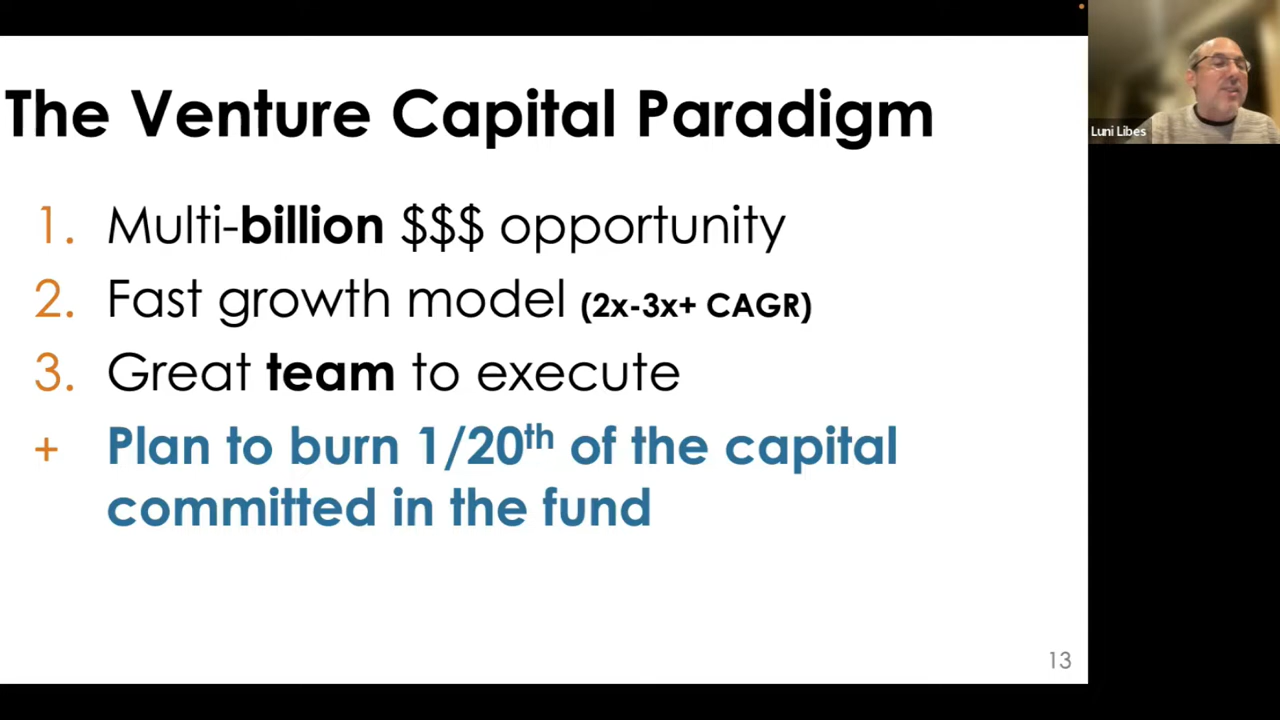 The Venture Capital Paradigm
1. Multi-billion $$$ opportunity
2. Fast growth model (2x-3x+ CAGR)
3. Great team to execute
+ Plan to burn 1/20th of the capital
committed in the fund
13
Luni Libes